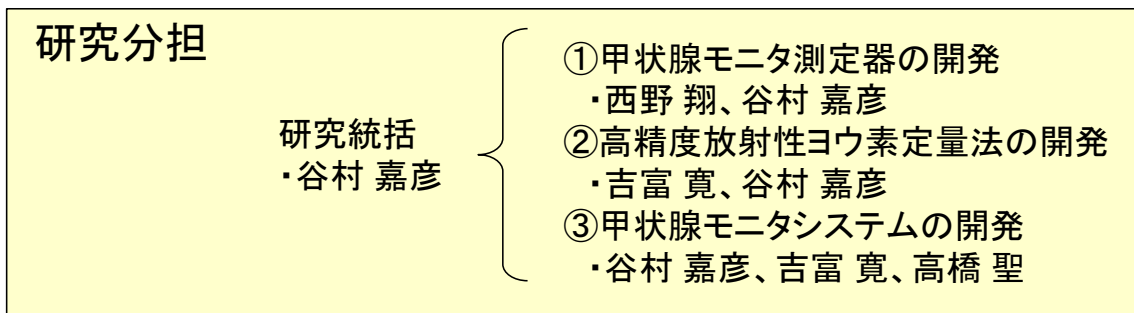 研究分担
研究統括
・谷村 嘉彦
①甲状腺モニタ測定器の開発
・西野 翔、谷村 嘉彦
②高精度放射性ヨウ素定量法の開発
・吉富 寛、谷村 嘉彦
③甲状腺モニタシステムの開発
・谷村 嘉彦、吉富 寛、高橋 聖